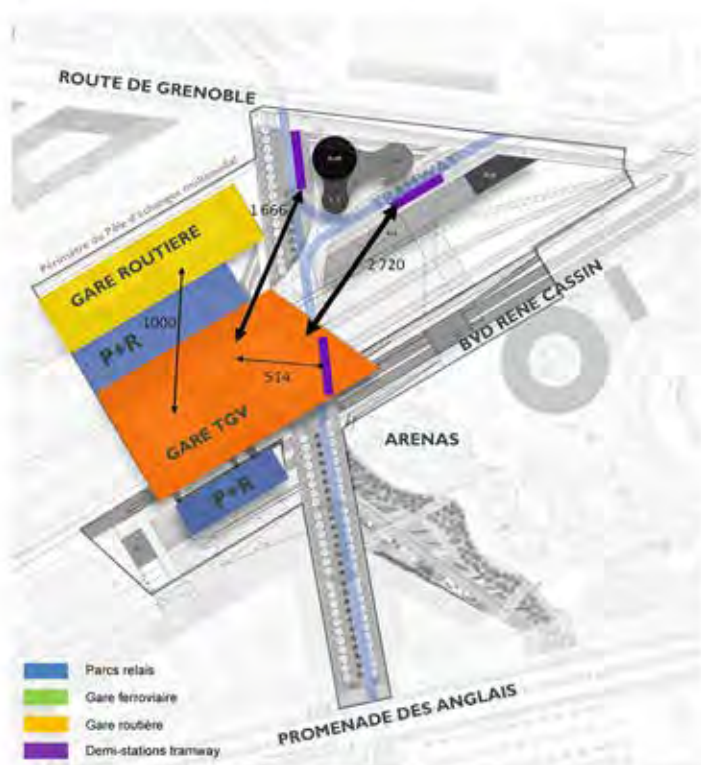 ROUTE DE GRENOBLE
Périmètre du Pôle d'échange multimodal
TRAMWAY
1 666
GARE ROUTIERE
2 720
BVD RENE CASSIN
P+R
1000
514
GARE TGV
ARENAS
P+R
Parcs relais
Gare ferroviaire
Gare routière
Demi-stations tramway
PROMENADE DES ANGLAIS